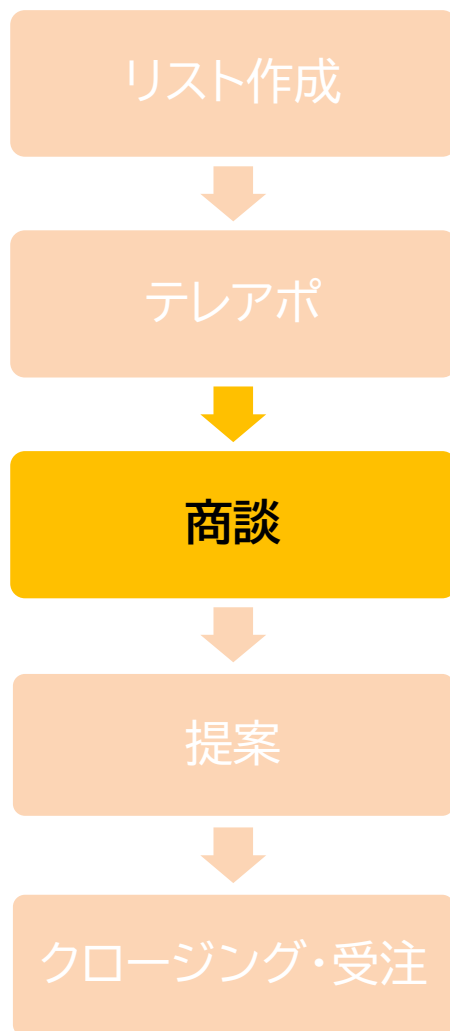 リスト作成
テレアポ
商談
提案
クロージング・受注